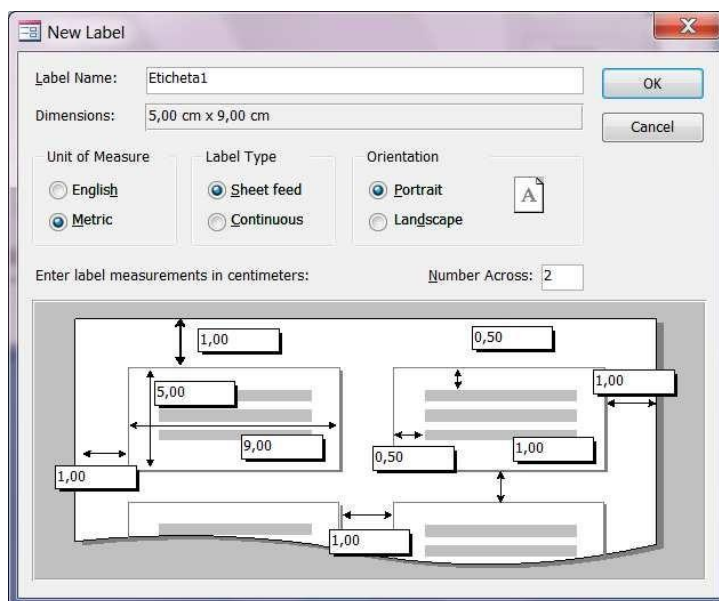 New Label
Label Name: Eticheta1 OK
Dimensions: 5,00 cm x 9,00 cm Cancel
Unit of Measure Label Type Orientation
English Sheet feed Portrait A
Metric Continuous Landscape
Enter label measurements in centimeters: Number Across: 2
1,00 0,50
5,00 1,00
9,00 0,50 1,00
1,00
1,00